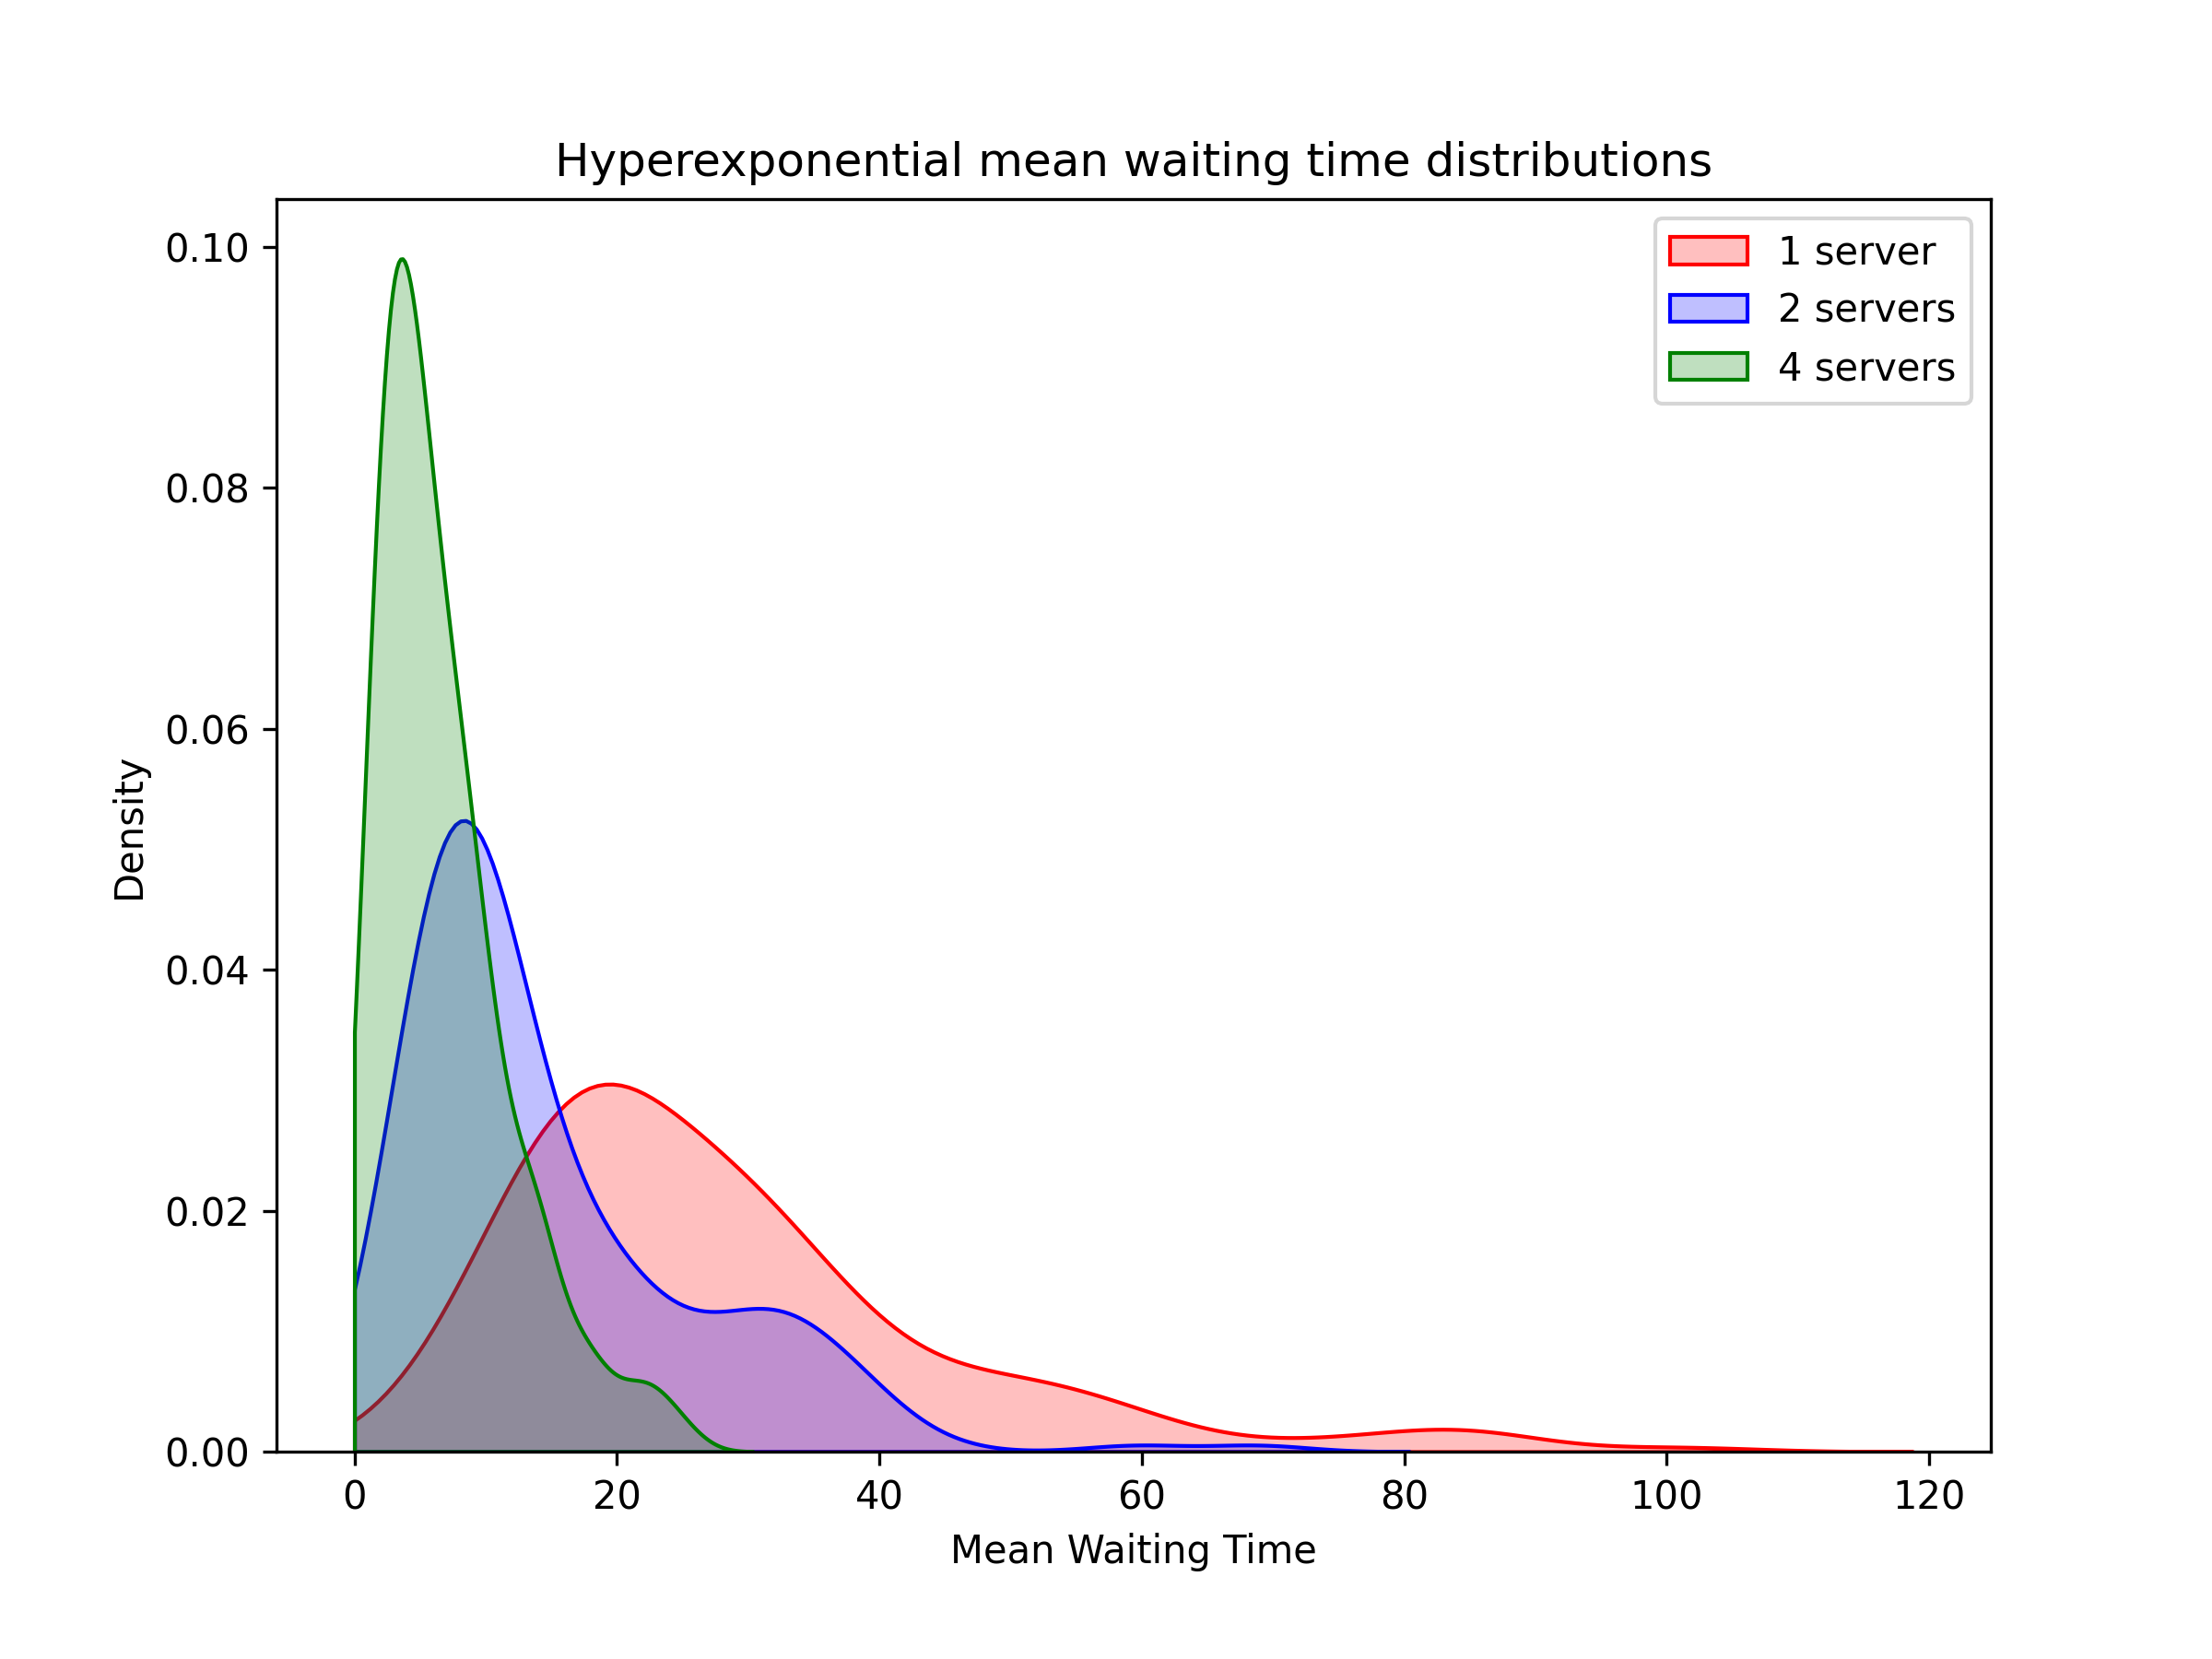 Hyperexponential mean waiting time distributions
1 server
2 servers
4 servers
0.10
0.08
0.06
0.04
0.02
0.00
Density
0 20 40 60 80 100 120
Mean Waiting Time